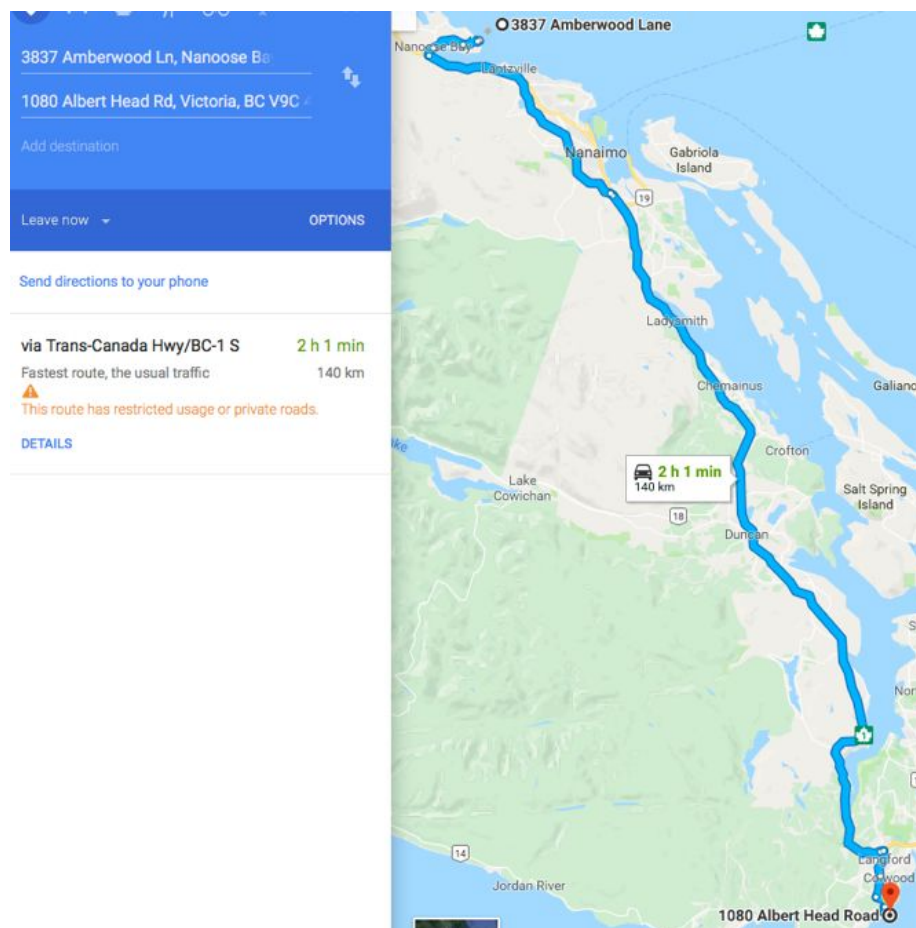 3837 Amberwood Ln, Nanoose Ba
1080 Albert Head Rd, Victoria, BC V9C
Add destination
Leave now
OPTIONS
Send directions to your phone
via Trans-Canada Hwy/BC-1 S 2 h 1 min
Fastest route, the usual traffic 140 km
This route has restricted usage or private roads.
DETAILS
3837 Amberwood Lane
Nanoose Bay
Lantzville
Nanaimo
Gabriola
Island
19
Ladysmith
Chemainus
Galiano
Crofton
2 h 1 min
140 km
Lake
Cowichan
Salt Spring
Island
18
Duncan
1
14
Langford
Colwood
Jordan River
1080 Albert Head Road